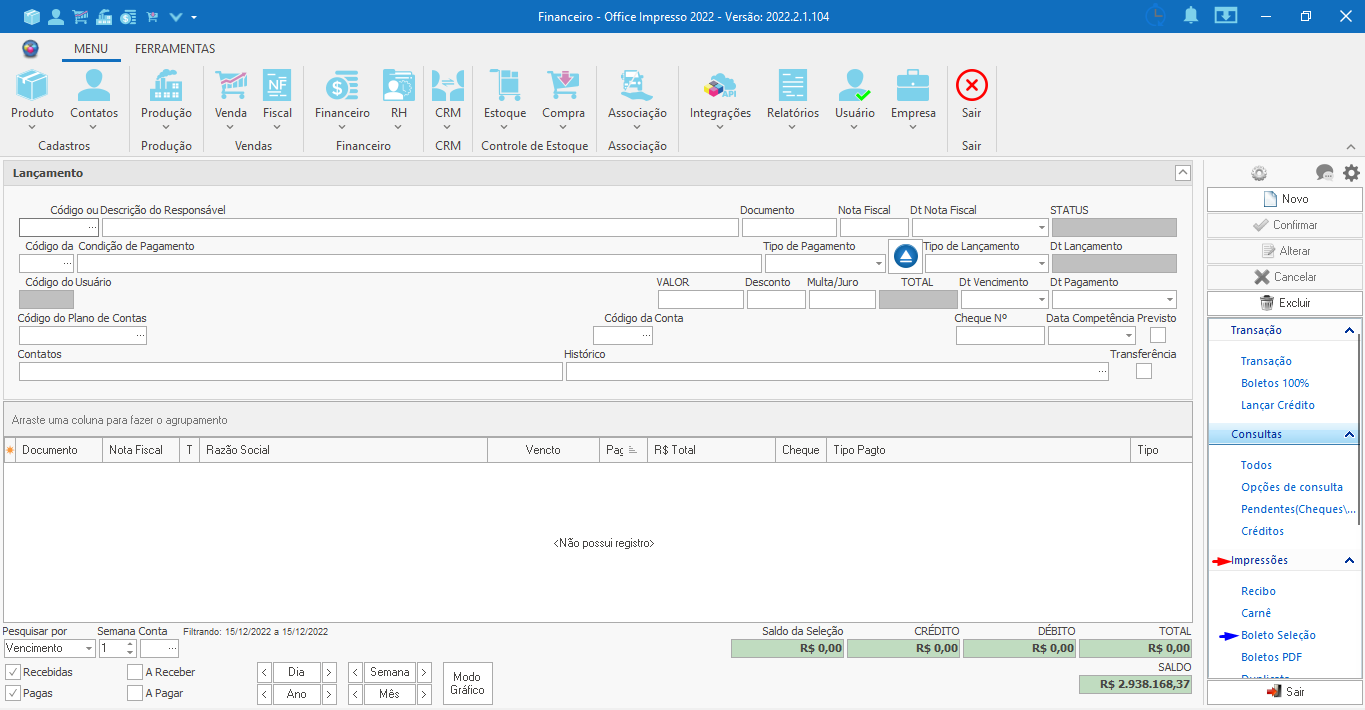 Financeiro - Office Impresso 2022 - Versão: 2022.2.1.104
MENU FERRAMENTAS
NF $ $ API
Produto Contatos Produção Venda Fiscal Financeiro RH CRM Estoque Compra Associação Integrações Relatórios Usuário Empresa Sair
Cadastros Produção Vendas Financeiro CRM Controle de Estoque Associação Sair
Lançamento
Código ou Descrição do Responsável Documento Nota Fiscal Dt Nota Fiscal STATUS
Código da Condição de Pagamento Tipo de Pagamento Tipo de Lançamento Dt Lançamento
Código do Usuário VALOR Desconto Multa/Juro TOTAL Dt Vencimento Dt Pagamento
Código do Plano de Contas Código da Conta Cheque Nº Data Competência Previsto
Contatos Histórico Transferência
Arraste uma coluna para fazer o agrupamento
Documento Nota Fiscal T Razão Social Vencto Pag R$ Total Cheque Tipo Pagto Tipo
<Não possui registro>
Pesquisar por Semana Conta Filtrando: 15/12/2022 a 15/12/2022 Saldo da Seleção CRÉDITO DÉBITO TOTAL
Vencimento 1 R$ 0,00 R$ 0,00 R$ 0,00 R$ 0,00
SALDO
R$ 2.938.168,37
Recebidas A Receber < Dia > < Semana > Modo
Pagas A Pagar < Ano > < Mês > Gráfico
Novo
Confirmar
Alterar
Cancelar
Excluir
Transação
Transação
Boletos 100%
Lançar Crédito
Consultas
Todos
Opções de consulta
Pendentes(Cheques\...
Créditos
Impressões
Recibo
Carnê
Boleto Seleção
Boletos PDF
Duplicata
Sair